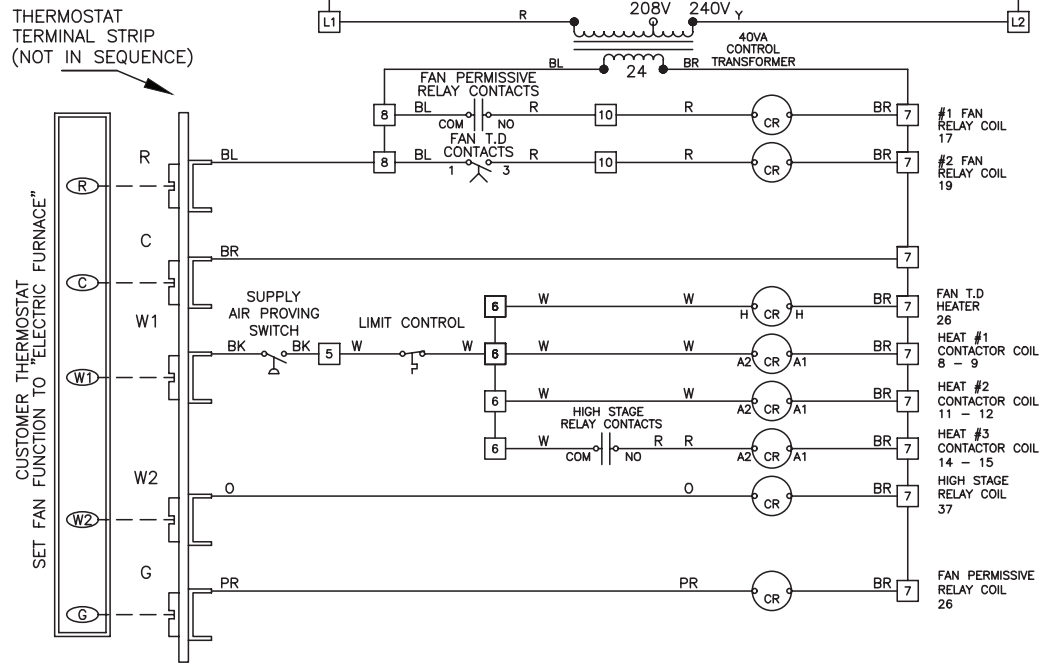 THERMOSTAT
TERMINAL STRIP
(NOT IN SEQUENCE)
L1
R
208V
240V
Y
L2
40VA
CONTROL
TRANSFORMER
BL
24
BR
FAN PERMISSIVE
RELAY CONTACTS
8
BL
COM
NO
R
10
R
CR
BR
7
#1 FAN
RELAY COIL
17
FAN T.D
CONTACTS
R
BL
8
BL
1
3
R
10
R
CR
BR
7
#2 FAN
RELAY COIL
19
R
C
BR
7
C
SUPPLY
AIR PROVING
SWITCH
LIMIT CONTROL
6
W
W
H
CR
H
BR
7
FAN T.D
HEATER
26
W1
BK
BK
5
W
W
6
W
W
A2
CR
A1
BR
7
HEAT #1
CONTACTOR COIL
8 – 9
W1
6
W
W
A2
CR
A1
BR
7
HEAT #2
CONTACTOR COIL
11 – 12
HIGH STAGE
RELAY CONTACTS
6
W
COM
NO
R
R
A2
CR
A1
BR
7
HEAT #3
CONTACTOR COIL
14 – 15
W2
O
O
CR
BR
7
HIGH STAGE
RELAY COIL
37
W2
G
PR
PR
CR
BR
7
FAN PERMISSIVE
RELAY COIL
26
G
CUSTOMER THERMOSTAT
SET FAN FUNCTION TO "ELECTRIC FURNACE"